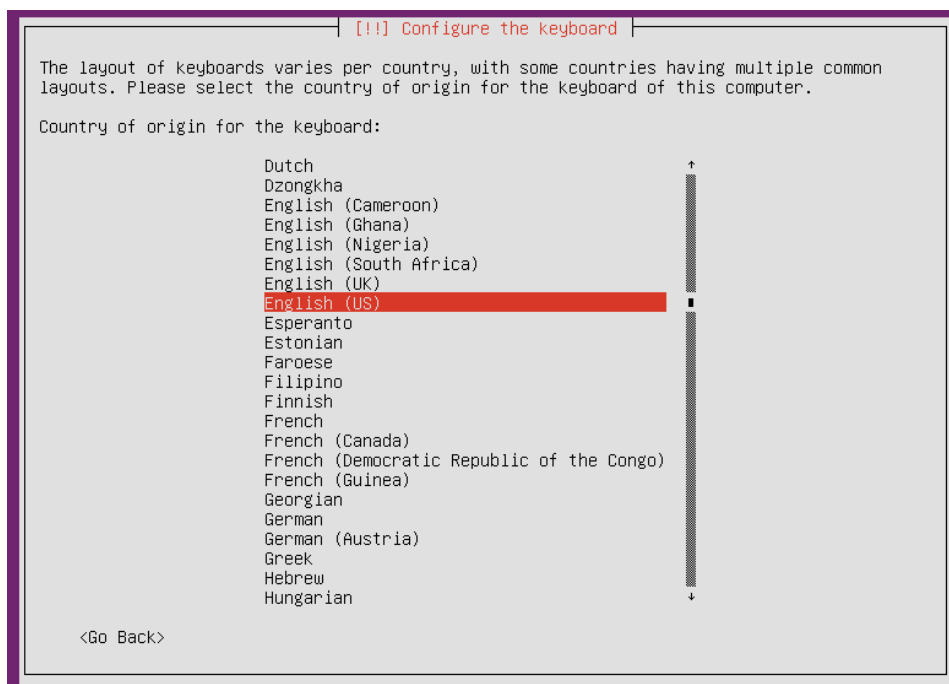 [!!] Configure the keyboard
The layout of keyboards varies per country, with some countries having multiple common
layouts. Please select the country of origin for the keyboard of this computer.
Country of origin for the keyboard:
Dutch
Dzongkha
English (Cameroon)
English (Ghana)
English (Nigeria)
English (South Africa)
English (UK)
English (US)
Esperanto
Estonian
Faroese
Filipino
Finnish
French
French (Canada)
French (Democratic Republic of the Congo)
French (Guinea)
Georgian
German
German (Austria)
Greek
Hebrew
Hungarian
<Go Back>